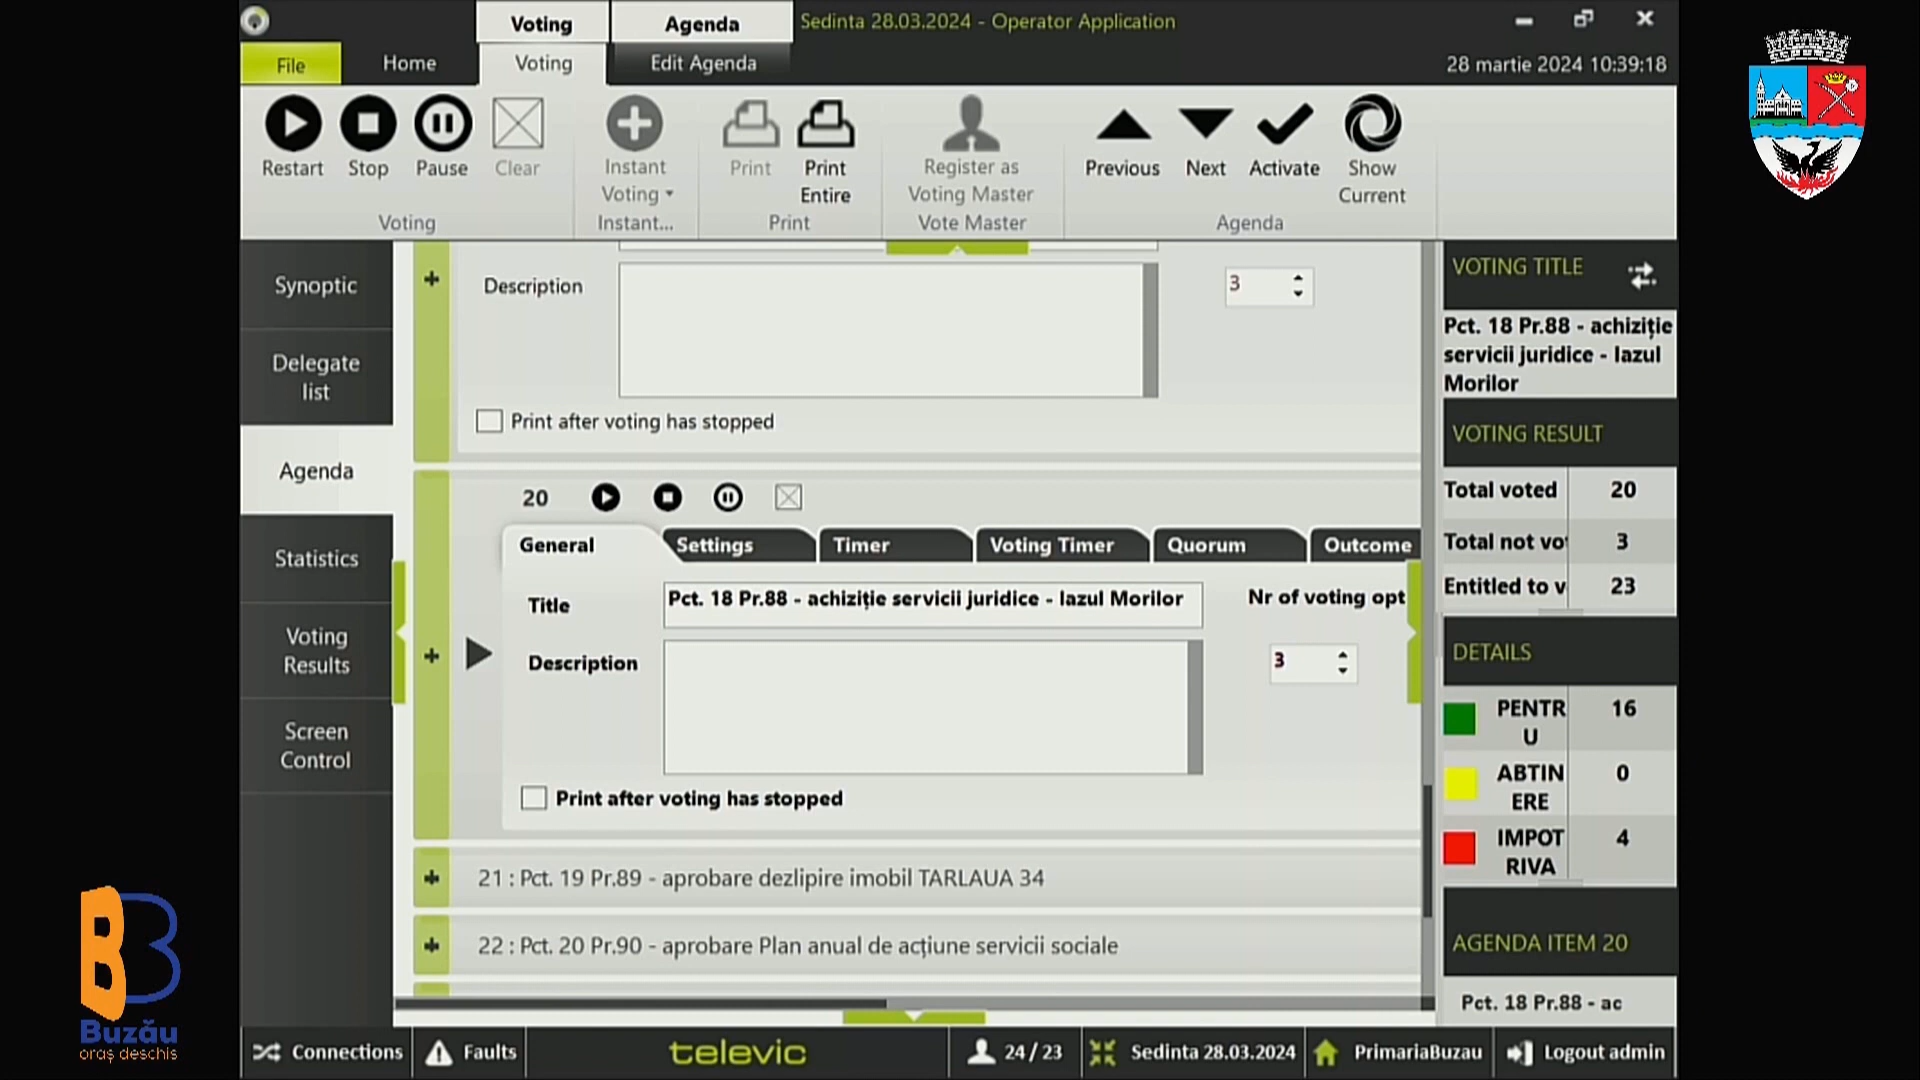 Voting
Agenda
Sedinta 28.03.2024 - Operator Application
File
Home
Voting
Edit Agenda
28 martie 2024 10:39:18
Restart
Stop
Pause
Clear
Voting
Instant
Voting
Instant...
Print
Print
Entire
Print
Register as
Voting Master
Vote Master
Previous
Next
Activate
Show
Current
Agenda
Synoptic
Delegate
list
Agenda
Statistics
Voting
Results
Screen
Control
Description
3
Print after voting has stopped
20
General
Settings
Timer
Voting Timer
Quorum
Outcome
Title
Pct. 18 Pr.88 - achiziție servicii juridice - Iazul Morilor
Nr of voting opt
Description
3
Print after voting has stopped
21 : Pct. 19 Pr.89 - aprobare dezlipire imobil TARLAUA 34
22 : Pct. 20 Pr.90 - aprobare Plan anual de acțiune servicii sociale
VOTING TITLE
Pct. 18 Pr.88 - achiziție
servicii juridice - Iazul
Morilor
VOTING RESULT
Total voted 20
Total not vo 3
Entitled to v 23
DETAILS
PENTR
U
16
ABTIN
ERE
0
IMPOT
RIVA
4
AGENDA ITEM 20
Pct. 18 Pr.88 - ac
Connections
Faults
televic
24 / 23
Sedinta 28.03.2024
PrimariaBuzau
Logout admin
Buzău
oraș deschis